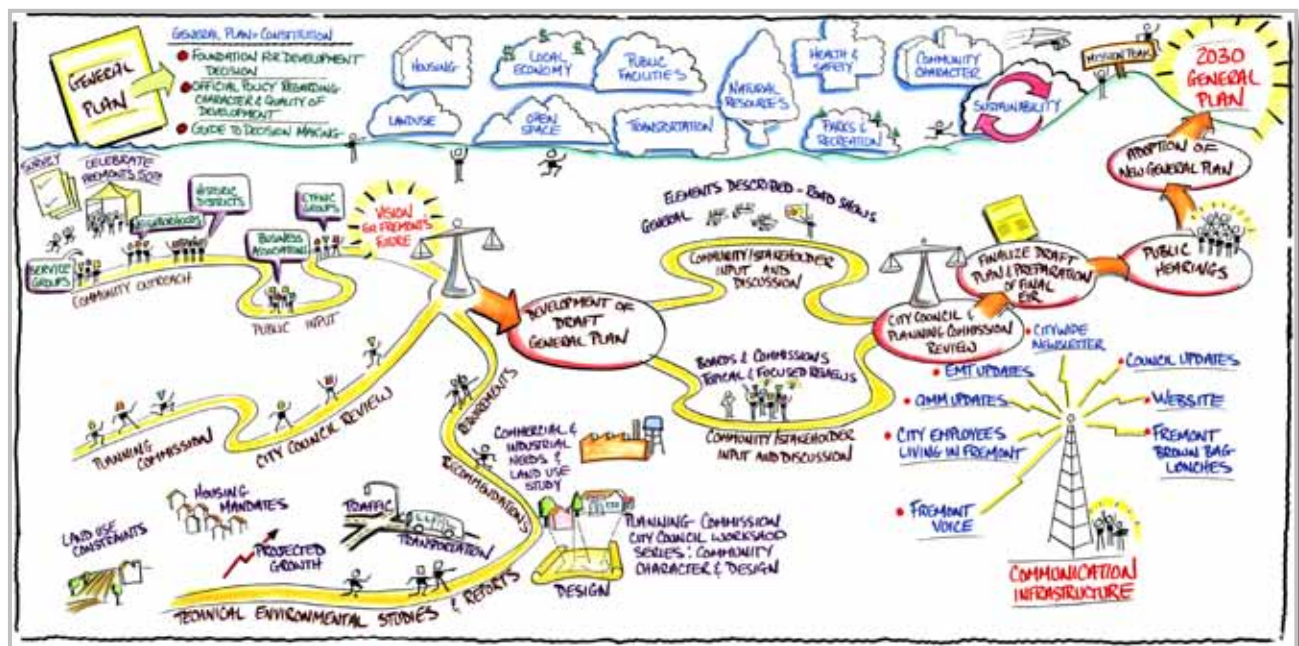 GENERAL
PLAN
GENERAL PLAN = CONSTITUTION
FOUNDATION FOR DEVELOPMENT
DECISION
OFFICIAL POLICY REGARDING
CHARACTER & QUALITY OF
DEVELOPMENT
GUIDE TO DECISION MAKING
HOUSING
LOCAL
ECONOMY
PUBLIC
FACILITIES
HEALTH
& SAFETY
COMMUNITY
CHARACTER
LANDUSE
OPEN
SPACE
TRANSPORTATION
NATURAL
RESOURCES
PARKS &
RECREATION
SUSTAINABILITY
MISSION PEAK
2030
GENERAL
PLAN
SURVEY
CELEBRATE
FREMONTS 50TH
SERVICE
GROUPS
NEIGHBORHOODS
HISTORIC
DISTRICTS
BUSINESS
ASSOCIATIONS
ETHNIC
GROUPS
COMMUNITY OUTREACH
PUBLIC INPUT
VISION
FOR FREMONT'S
FUTURE
PLANNING
COMMISSION
CITY COUNCIL REVIEW
DEVELOPMENT OF
DRAFT
GENERAL PLAN
ELEMENTS DESCRIBED - ROAD SHOWS
GENERAL
COMMUNITY/STAKEHOLDER
INPUT AND
DISCUSSION
BOARDS & COMMISSIONS
TOPICAL & FOCUSED REVIEWS
COMMUNITY/STAKEHOLDER
INPUT AND DISCUSSION
CITY COUNCIL &
PLANNING COMMISSION
REVIEW
FINALIZE DRAFT
PLAN & PREPARATION
OF FINAL
EIR
PUBLIC
HEARINGS
ADOPTION OF
NEW GENERAL PLAN
LAND USE
CONSTRAINTS
HOUSING
MANDATES
PROJECTED
GROWTH
TRAFFIC
TRANSPORTATION
TECHNICAL ENVIRONMENTAL STUDIES & REPORTS
RECOMMENDATIONS
COMMERCIAL &
INDUSTRIAL
NEEDS &
LAND USE
STUDY
DESIGN
PLANNING - COMMISSION
CITY COUNCIL WORKSHOP
SERIES: COMMUNITY
CHARACTER & DESIGN
CITYWIDE
NEWSLETTER
EMT UPDATES
COUNCIL UPDATES
QMM UPDATES
WEBSITE
CITY EMPLOYEES
LIVING IN FREMONT
FREMONT
BROWN BAG
LUNCHES
FREMONT
VOICE
COMMUNICATION
INFRASTRUCTURE